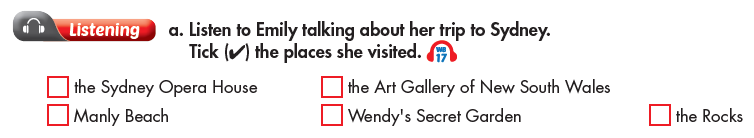 Listening
a. Listen to Emily talking about her trip to Sydney.
Tick (✔) the places she visited. WB 17
the Sydney Opera House the Art Gallery of New South Wales
Manly Beach Wendy's Secret Garden the Rocks